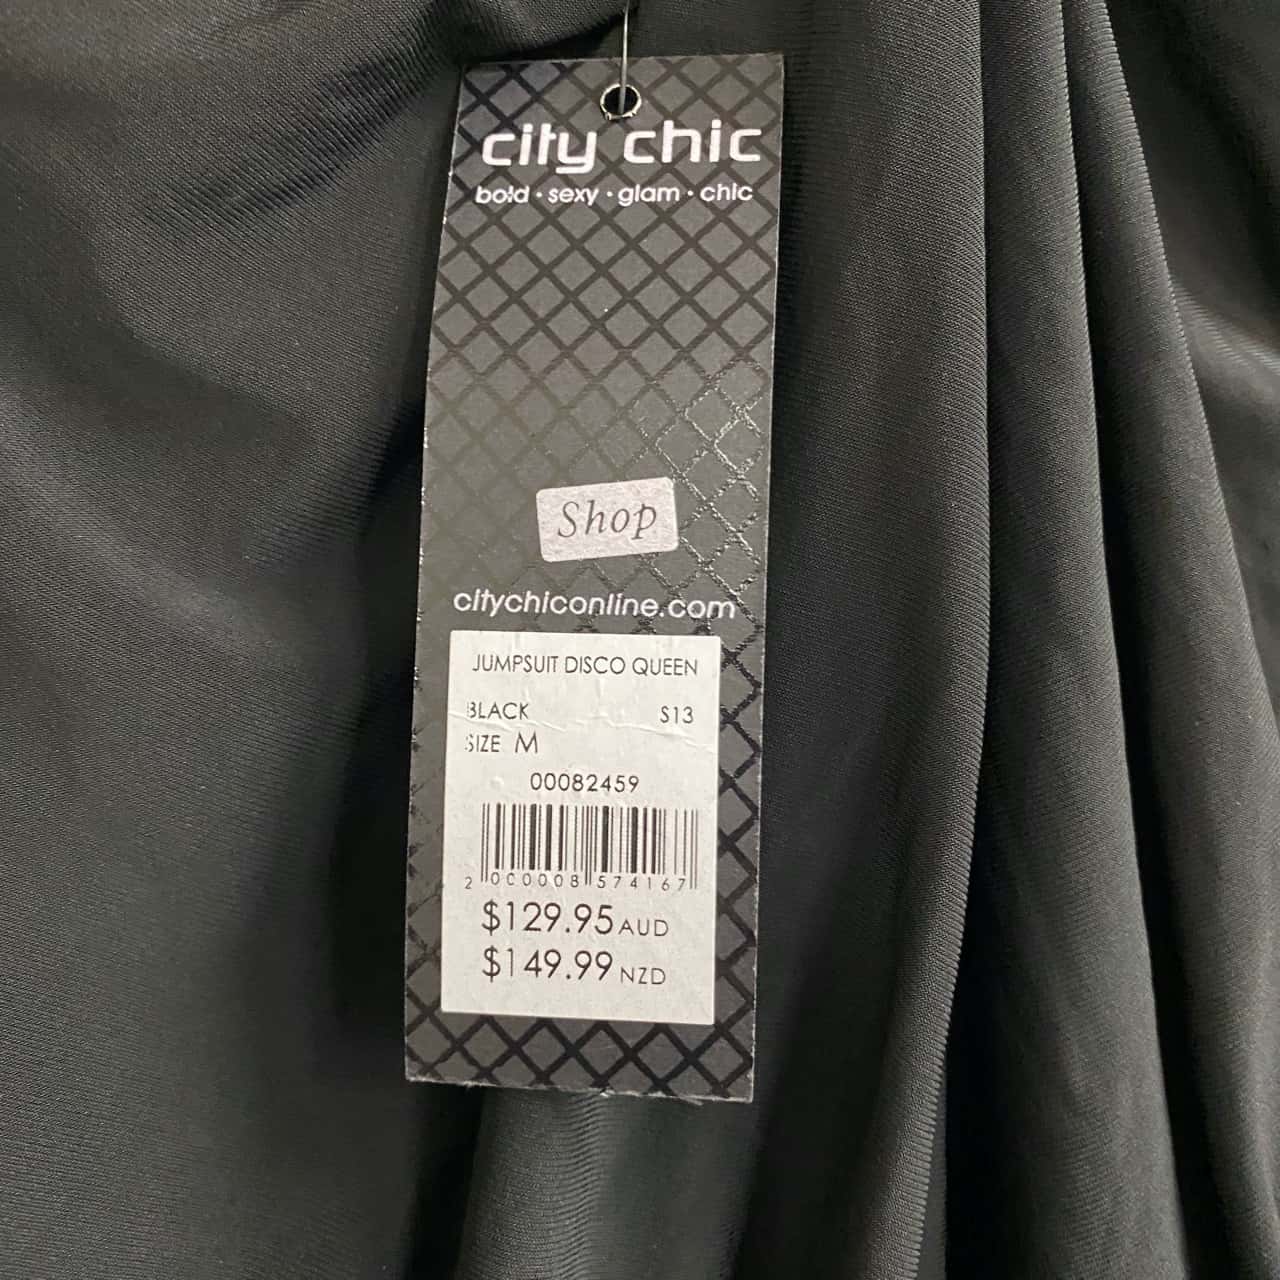 city chic
bold · sexy · glam · chic
Shop
citychiconline.com
JUMPSUIT DISCO QUEEN
BLACK S13
SIZE M
00082459
2 000008 574167
$129.95 AUD
$149.99 NZD